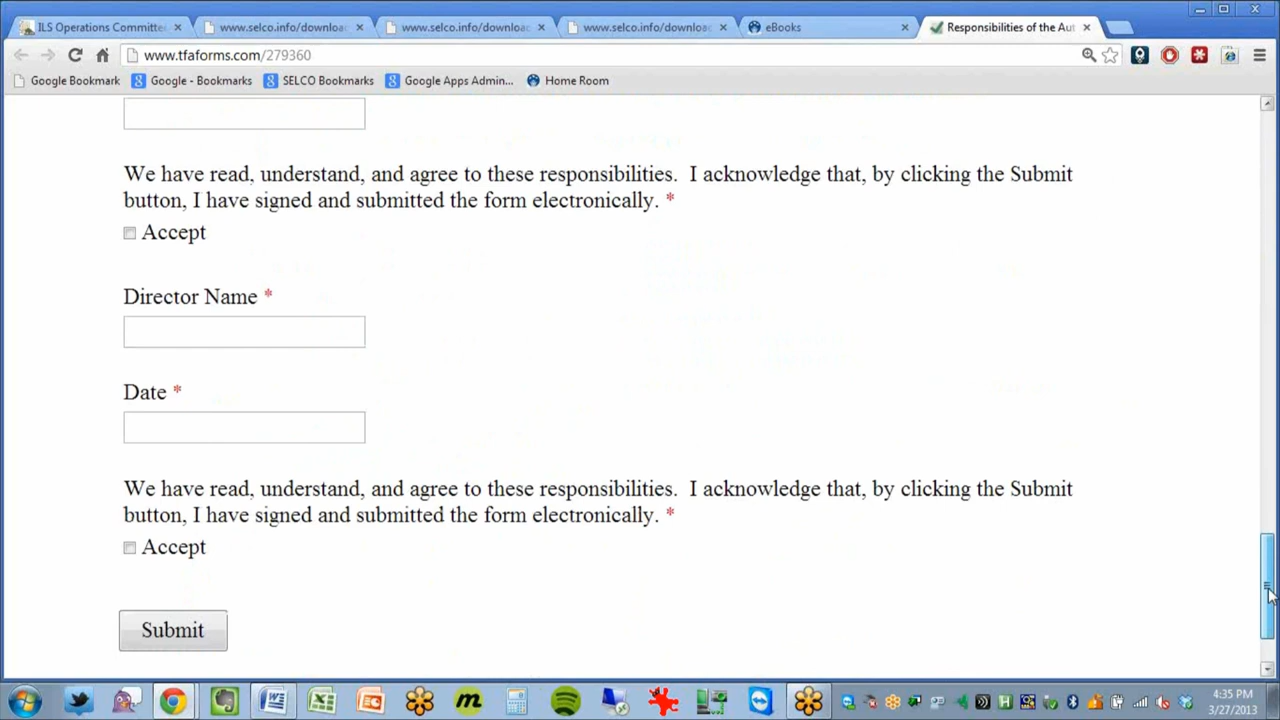 ILS Operations Committe
www.selco.info/downloa
www.selco.info/downloa
www.selco.info/downloa
eBooks
Responsibilities of the Aut
www.tfaforms.com/279360
Google Bookmark
Google - Bookmarks
SELCO Bookmarks
Google Apps Admin...
Home Room
We have read, understand, and agree to these responsibilities. I acknowledge that, by clicking the Submit
button, I have signed and submitted the form electronically. *
Accept
Director Name *
Date *
We have read, understand, and agree to these responsibilities. I acknowledge that, by clicking the Submit
button, I have signed and submitted the form electronically. *
Accept
Submit
4:35 PM
3/27/2013